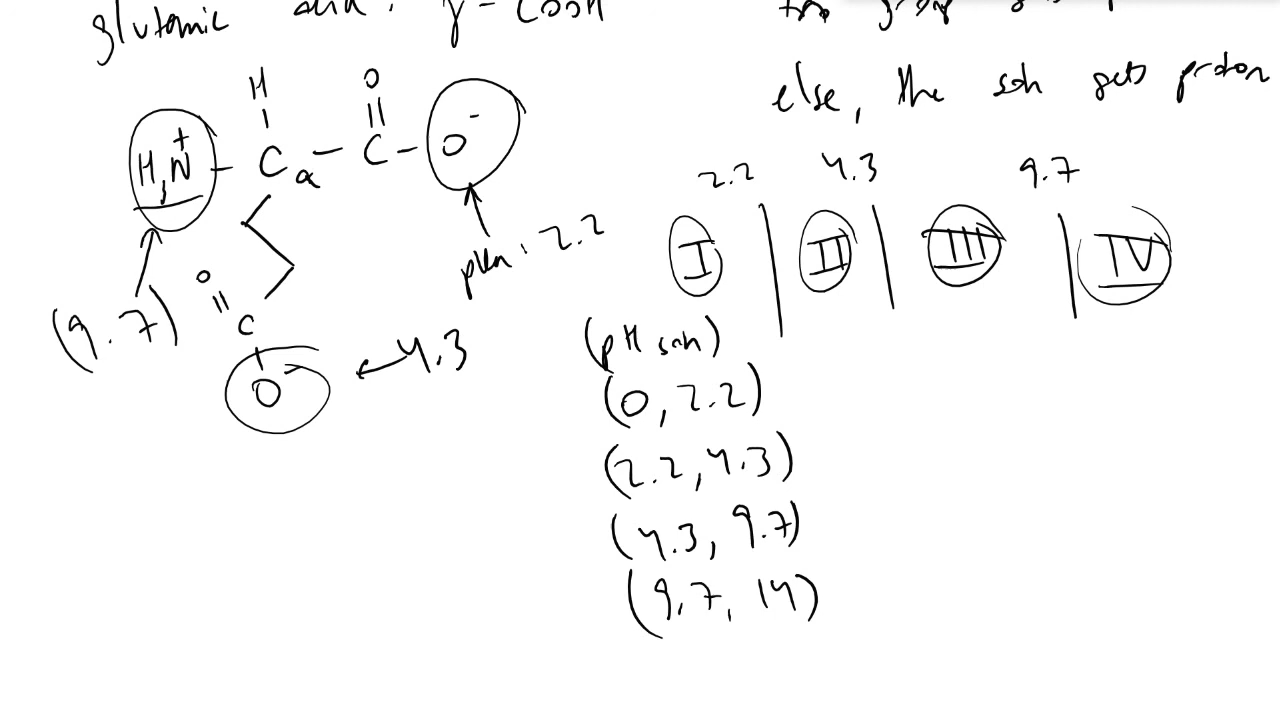 glutamic acid : γ - COOH
else, the soln gets proton
H O
H₃N⁺ - Cα - C - O⁻
pKa : 2.2
(9.7)
O
C
O⁻ ← 4.3
2.2 4.3 9.7
I | II | III | IV
(pH soln)
(0, 2.2)
(2.2, 4.3)
(4.3, 9.7)
(9.7, 14)